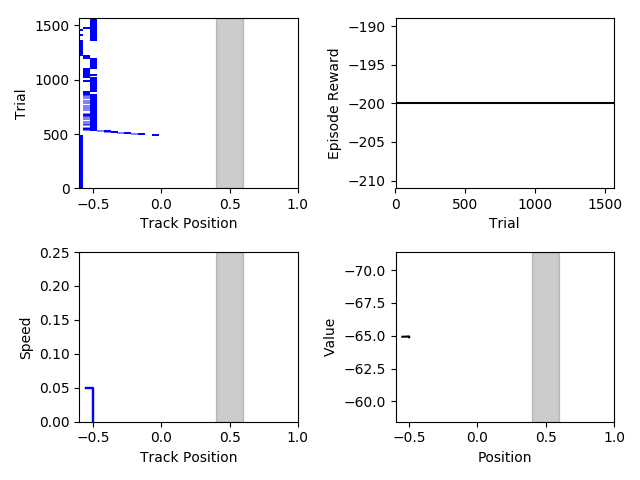 1500
1000
500
0
Trial
−0.5 0.0 0.5 1.0
Track Position
−190
−195
−200
−205
−210
Episode Reward
0 500 1000 1500
Trial
0.25
0.20
0.15
0.10
0.05
0.00
Speed
−0.5 0.0 0.5 1.0
Track Position
−70.0
−67.5
−65.0
−62.5
−60.0
Value
−0.5 0.0 0.5 1.0
Position